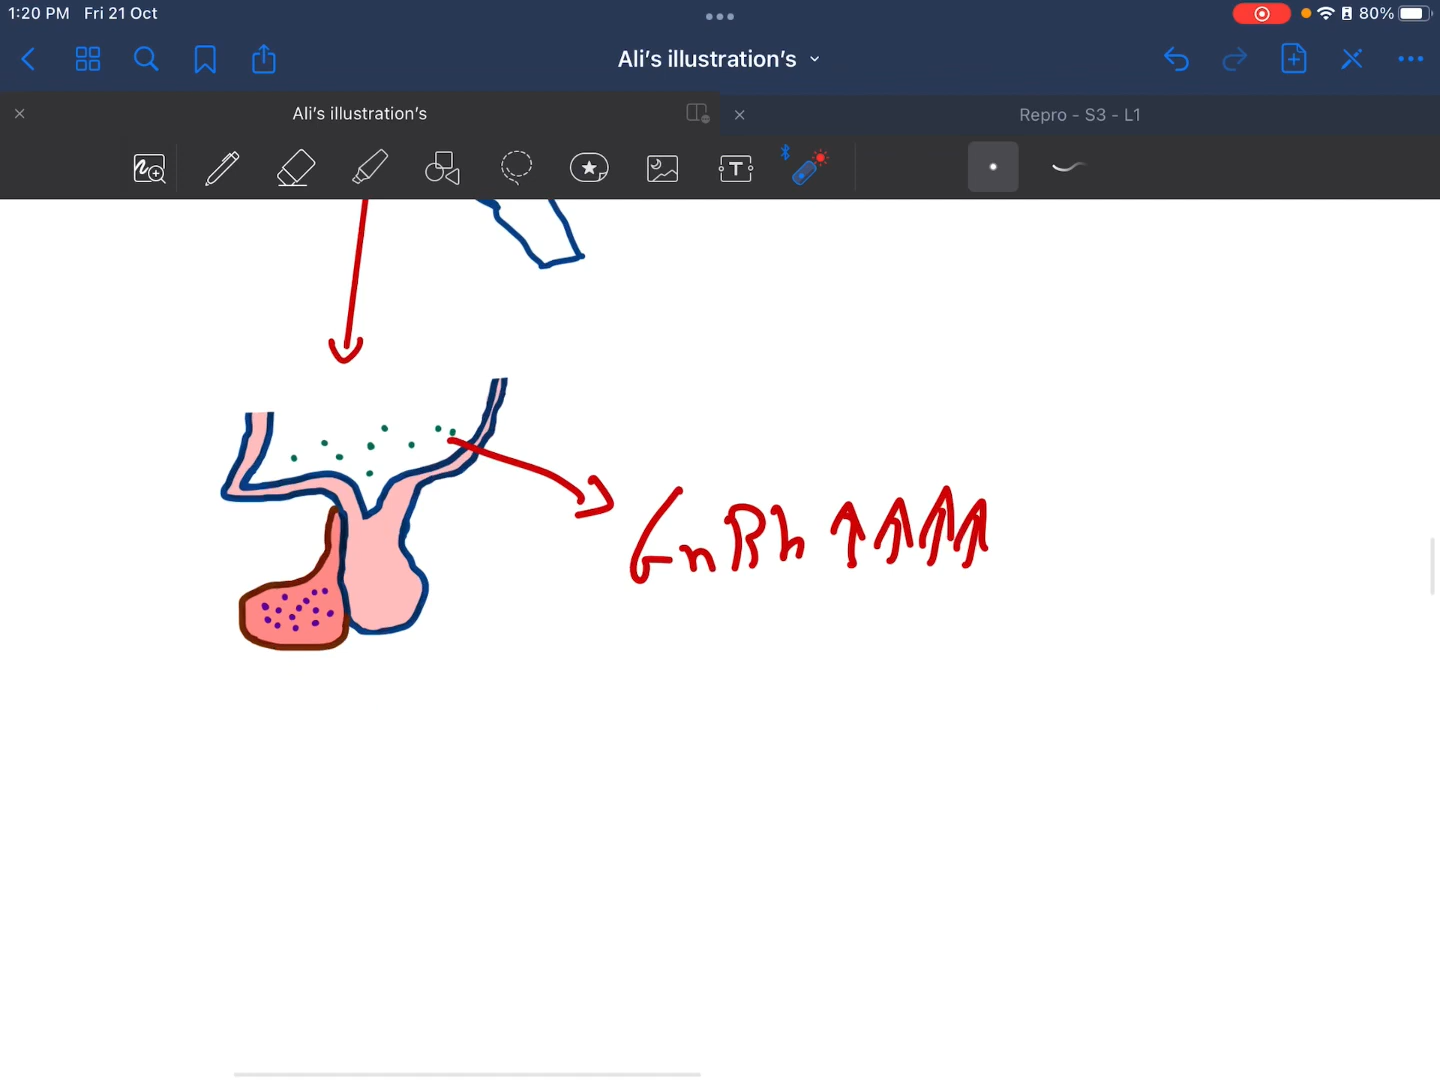 1:20 PM Fri 21 Oct
80%
Ali's illustration's
Ali's illustration's
Repro - S3 - L1
T
GnRh ↑↑↑↑